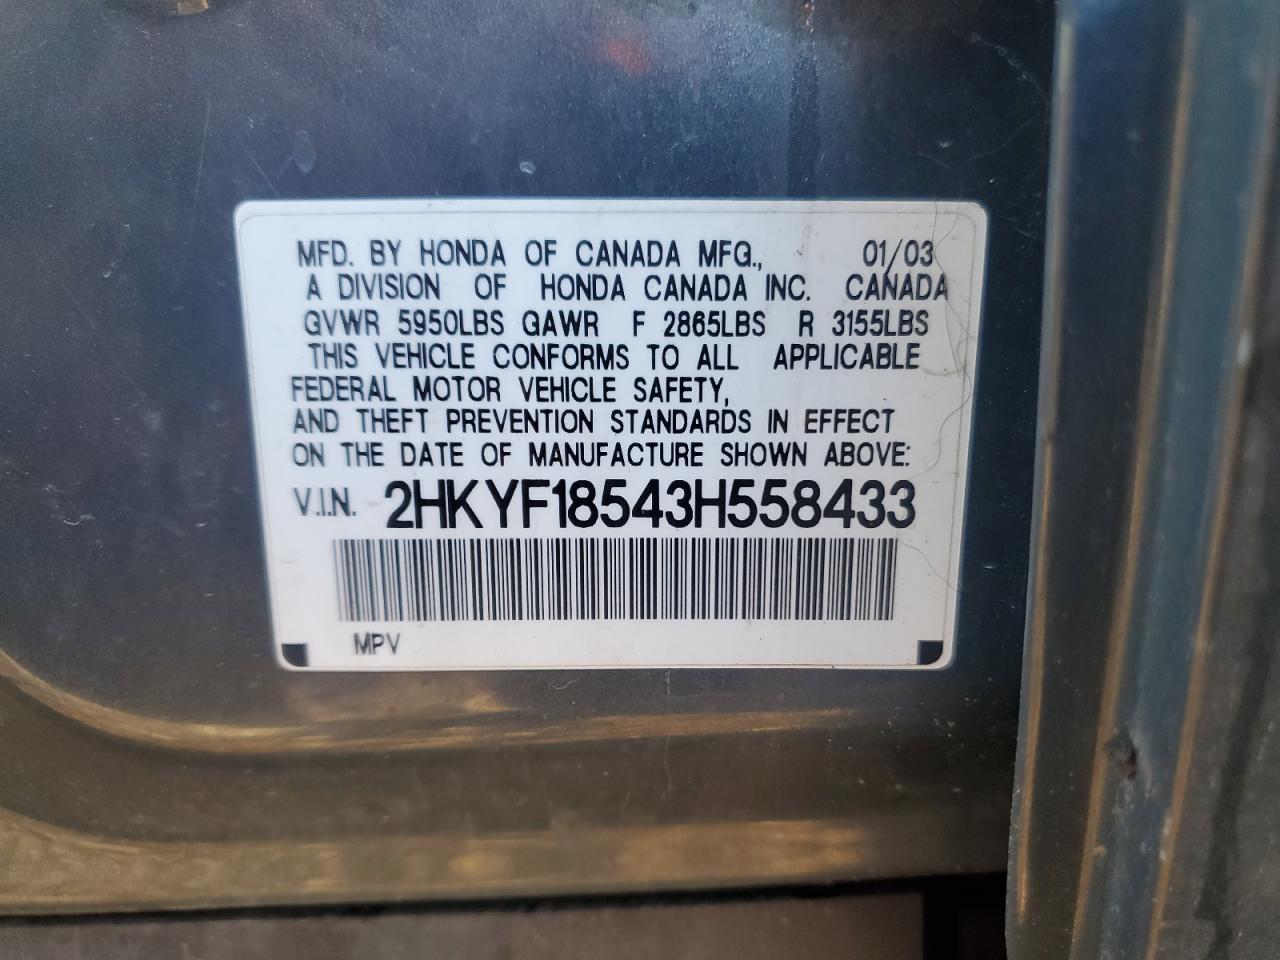 MFD. BY HONDA OF CANADA MFG., 01/03
A DIVISION OF HONDA CANADA INC. CANADA
GVWR 5950LBS GAWR F 2865LBS R 3155LBS
THIS VEHICLE CONFORMS TO ALL APPLICABLE
FEDERAL MOTOR VEHICLE SAFETY,
AND THEFT PREVENTION STANDARDS IN EFFECT
ON THE DATE OF MANUFACTURE SHOWN ABOVE:
V.I.N. 2HKYF18543H558433
MPV